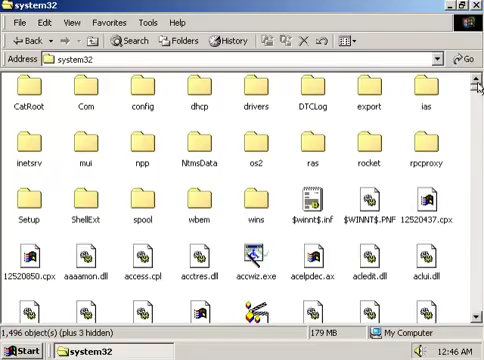 system32
File Edit View Favorites Tools Help
Back Search Folders History
Address system32 Go
CatRoot Com config dhcp drivers DTCLog export ias
inetsrv mui npp NtmsData os2 ras rocket rpcproxy
Setup ShellExt spool wbem wins $winnt$.inf $WINNT$.PNF 12520437.cpx
12520850.cpx aaaamon.dll access.cpl acctres.dll accwiz.exe acelpdec.ax acledit.dll aclui.dll
1,496 object(s) (plus 3 hidden) 179 MB My Computer
Start system32 12:46 AM